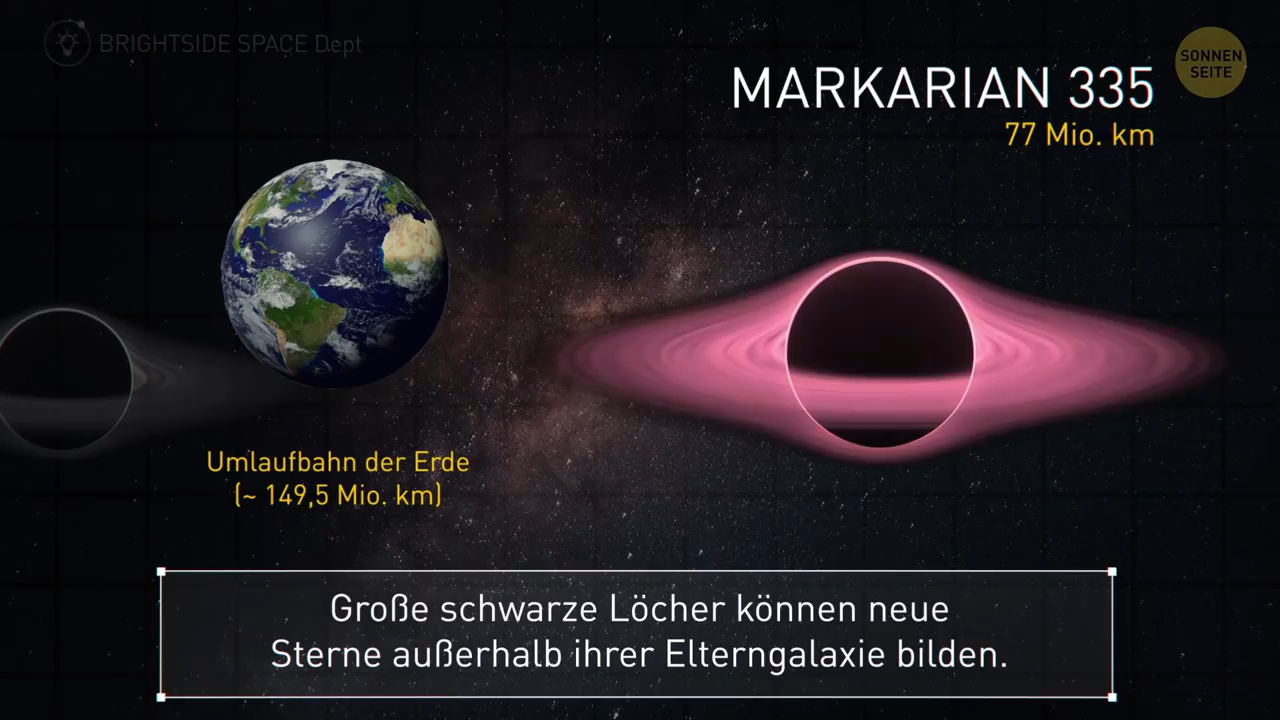 BRIGHTSIDE SPACE Dept
SONNEN
SEITE
MARKARIAN 335
77 Mio. km
Umlaufbahn der Erde
(~ 149,5 Mio. km)
Große schwarze Löcher können neue
Sterne außerhalb ihrer Elterngalaxie bilden.